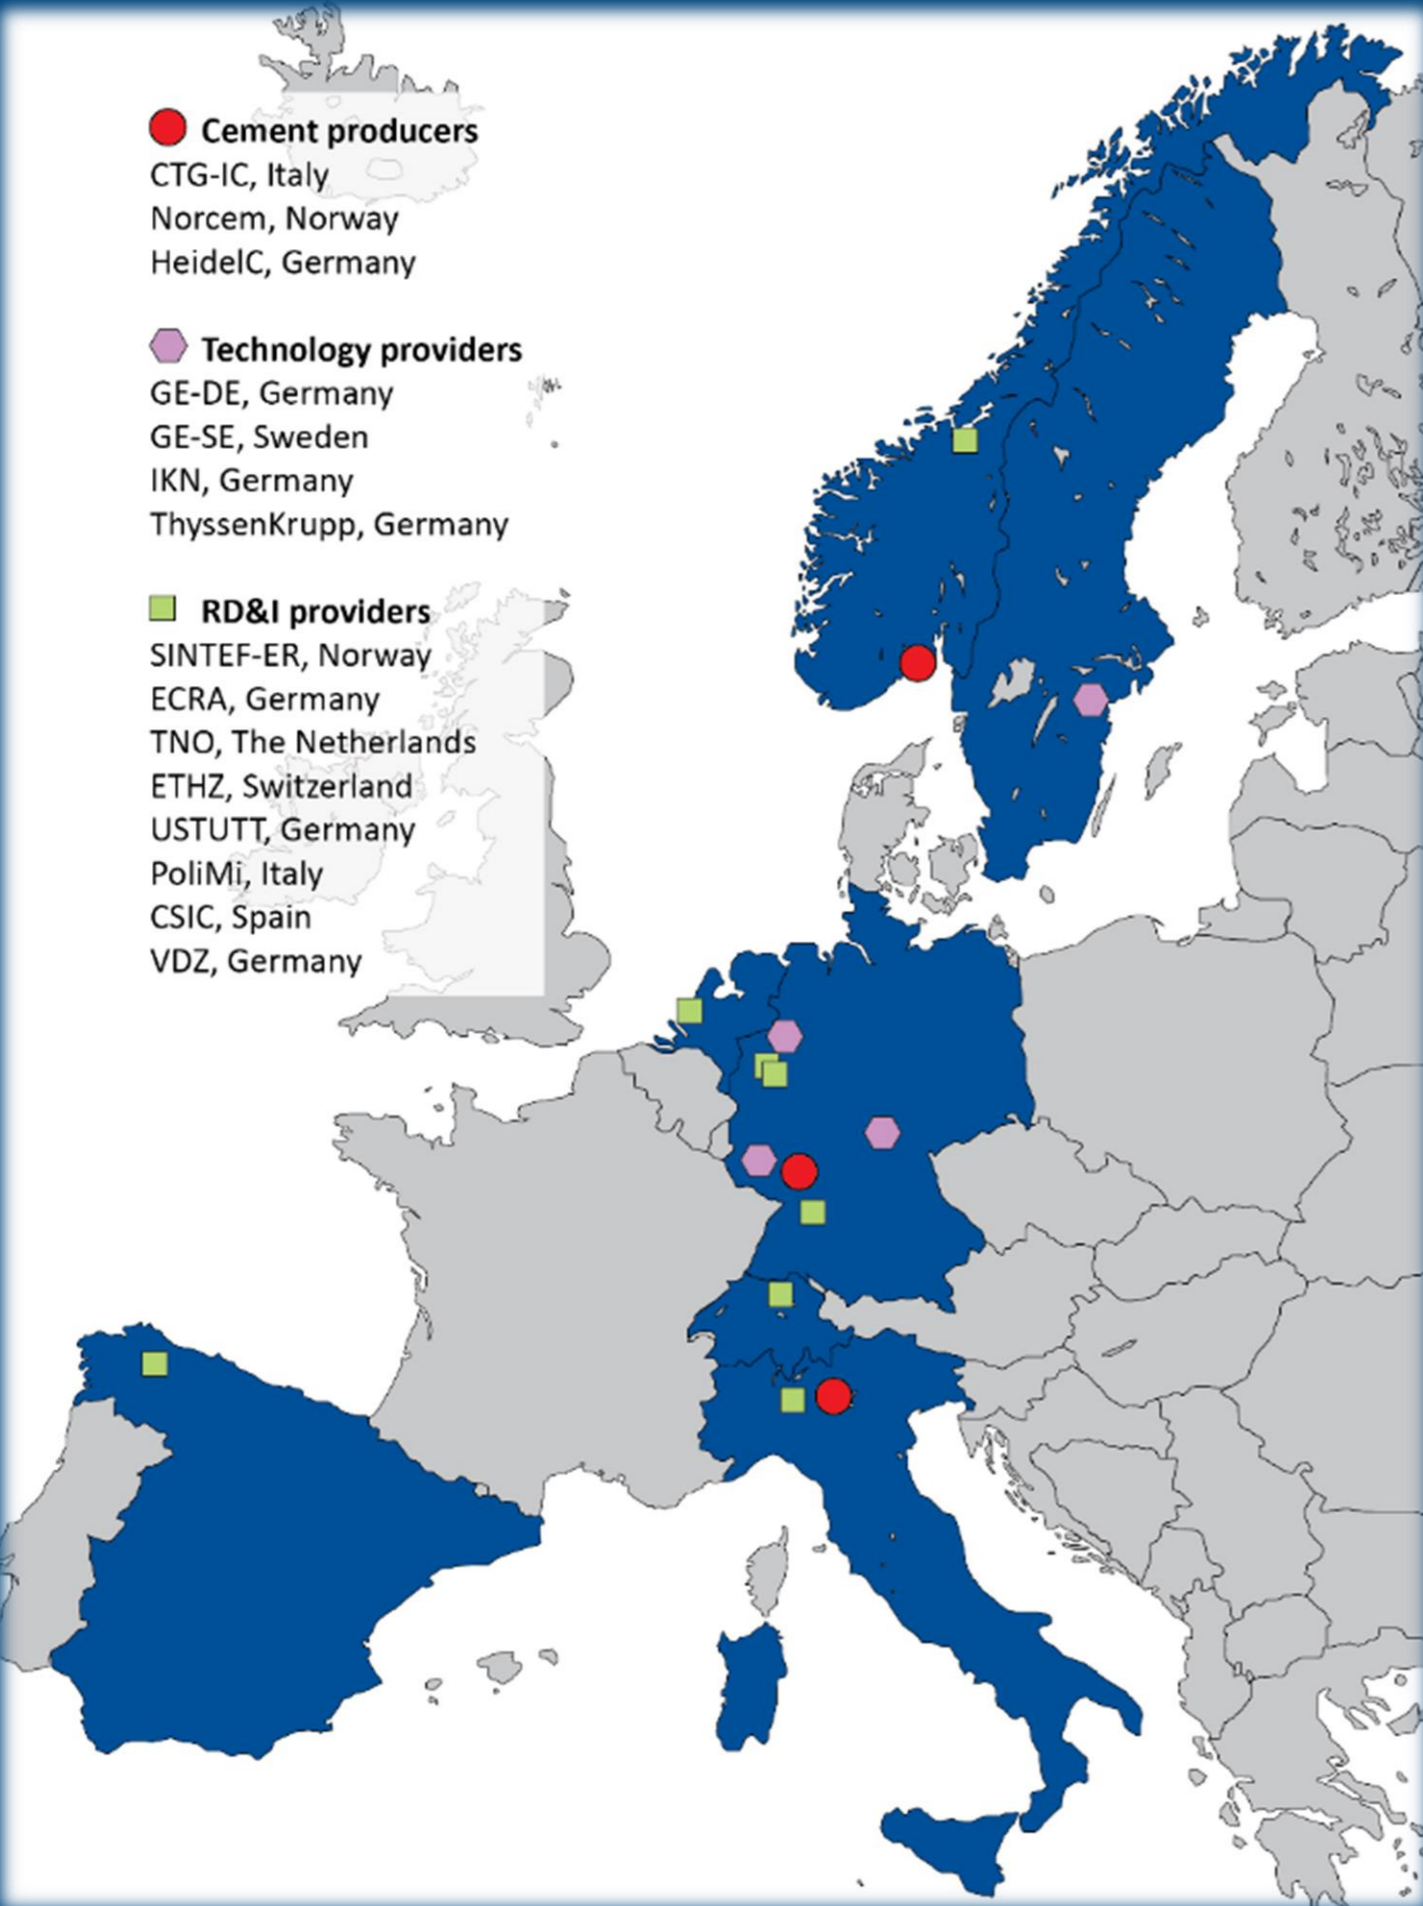 Cement producers
CTG-IC, Italy
Norcem, Norway
HeidelC, Germany
Technology providers
GE-DE, Germany
GE-SE, Sweden
IKN, Germany
ThyssenKrupp, Germany
RD&I providers
SINTEF-ER, Norway
ECRA, Germany
TNO, The Netherlands
ETHZ, Switzerland
USTUTT, Germany
PoliMi, Italy
CSIC, Spain
VDZ, Germany